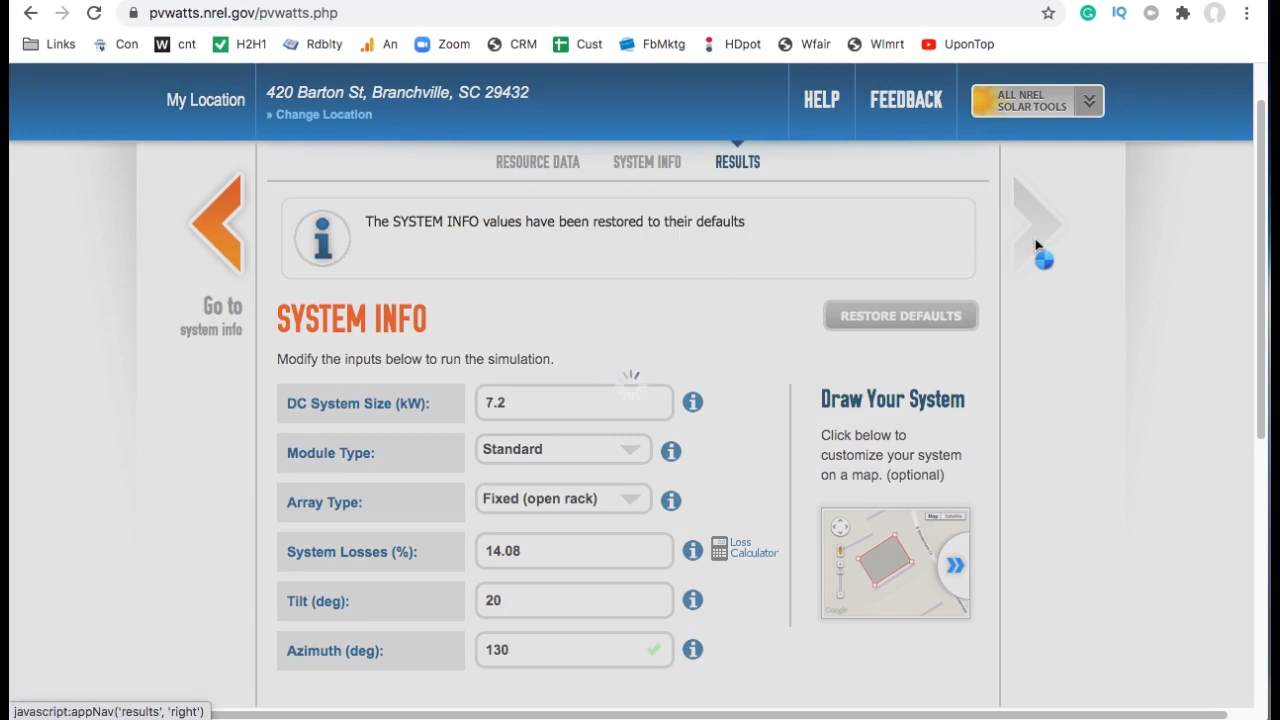 pvwatts.nrel.gov/pvwatts.php
IQ
Links Con W cnt H2H1 Rdblty An Zoom CRM Cust FbMktg HDpot Wfair Wlmrt UponTop
My Location
420 Barton St, Branchville, SC 29432
» Change Location
HELP
FEEDBACK
ALL NREL
SOLAR TOOLS
RESOURCE DATA SYSTEM INFO RESULTS
The SYSTEM INFO values have been restored to their defaults
Go to
system info
SYSTEM INFO
RESTORE DEFAULTS
Modify the inputs below to run the simulation.
DC System Size (kW): 7.2
Module Type: Standard
Array Type: Fixed (open rack)
System Losses (%): 14.08
Loss
Calculator
Tilt (deg): 20
Azimuth (deg): 130
Draw Your System
Click below to
customize your system
on a map. (optional)
Map Satellite
Google
javascript:appNav('results', 'right')